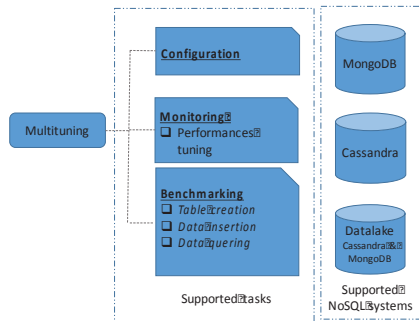 Multituning
Configuration
Monitoring
❑ Performances
tuning
Benchmarking
❑ Table creation
❑ Data insertion
❑ Data quering
Supported tasks
MongoDB
Cassandra
Datalake
Cassandra &
MongoDB
Supported
NoSQL systems